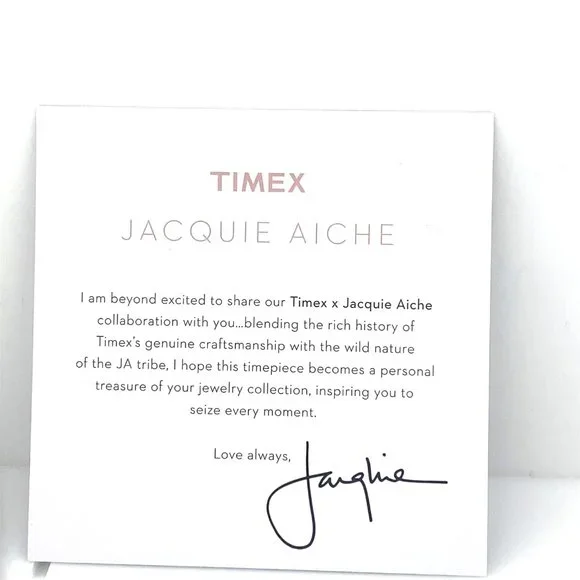 TIMEX
JACQUIE AICHE
I am beyond excited to share our Timex x Jacquie Aiche
collaboration with you...blending the rich history of
Timex's genuine craftsmanship with the wild nature
of the JA tribe, I hope this timepiece becomes a personal
treasure of your jewelry collection, inspiring you to
seize every moment.
Love always, Jacquie